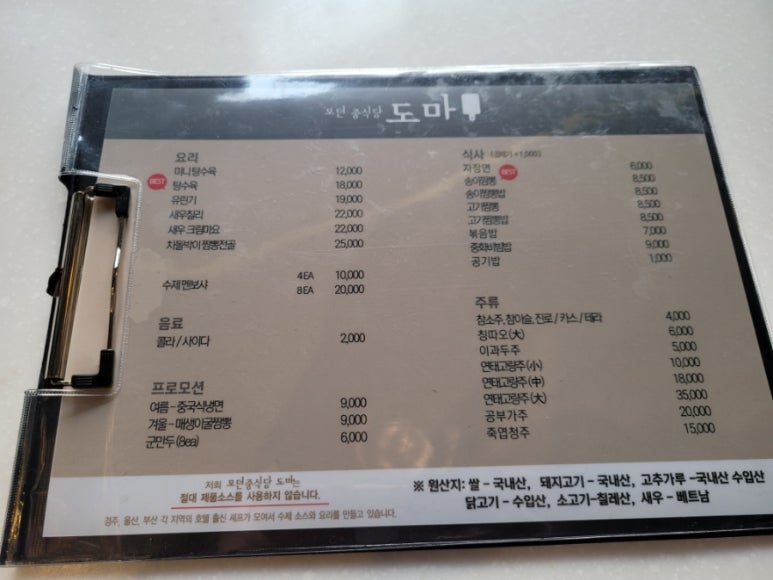 모던 중식당 도마
요리
미니 탕수육 12,000
BEST 탕수육 18,000
유린기 19,000
새우칠리 22,000
새우 크림마요 22,000
차돌박이 짬뽕전골 25,000
수제 멘보샤 4EA 10,000
8EA 20,000
음료
콜라 / 사이다 2,000
프로모션
여름 - 중국식냉면 9,000
겨울 - 매생이굴짬뽕 9,000
군만두 (8ea) 6,000
식사 (곱빼기 +1,000)
자장면 BEST 6,000
송이짬뽕 8,500
송이짬뽕밥 8,500
고기짬뽕 8,500
고기짬뽕밥 8,500
볶음밥 7,000
중화비빔밥 9,000
공기밥 1,000
주류
참소주, 참이슬, 진로 / 카스 / 테라 4,000
칭따오 (大) 6,000
이과두주 5,000
연태고량주 (小) 10,000
연태고량주 (中) 18,000
연태고량주 (大) 35,000
공부가주 20,000
죽엽청주 15,000
저희 모던중식당 도마는
절대 제품소스를 사용하지 않습니다.
경주, 울산, 부산 각 지역의 호텔 출신 셰프가 모여서 수제 소스와 요리를 만들고 있습니다.
※ 원산지: 쌀 - 국내산, 돼지고기 - 국내산, 고추가루 -국내산 수입산
닭고기 - 수입산, 소고기-칠레산, 새우 - 베트남